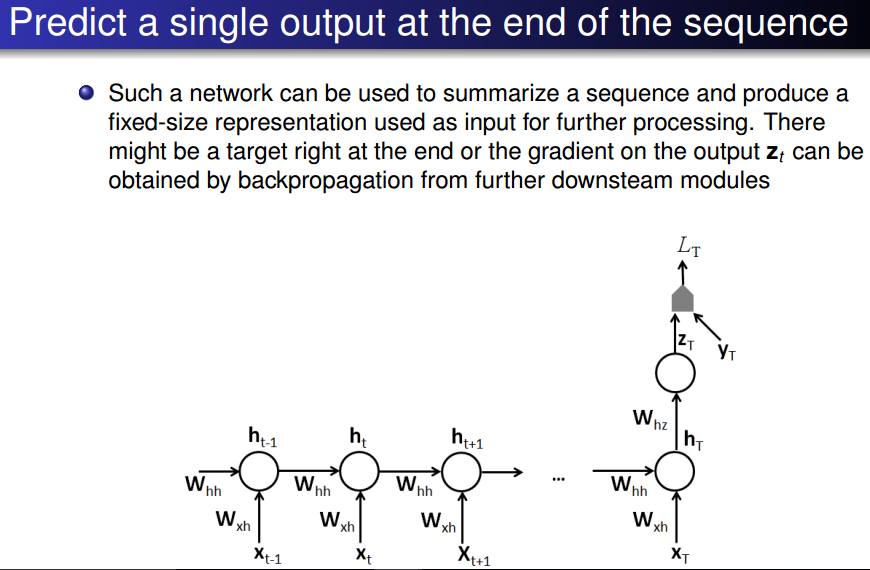 Predict a single output at the end of the sequence
Such a network can be used to summarize a sequence and produce a
fixed-size representation used as input for further processing. There
might be a target right at the end or the gradient on the output z_t can be
obtained by backpropagation from further downsteam modules
L_T
z_T
y_T
W_hz
h_T
h_t-1
h_t
h_t+1
W_hh
W_hh
W_hh
...
W_hh
W_xh
W_xh
W_xh
W_xh
x_t-1
x_t
x_t+1
x_T